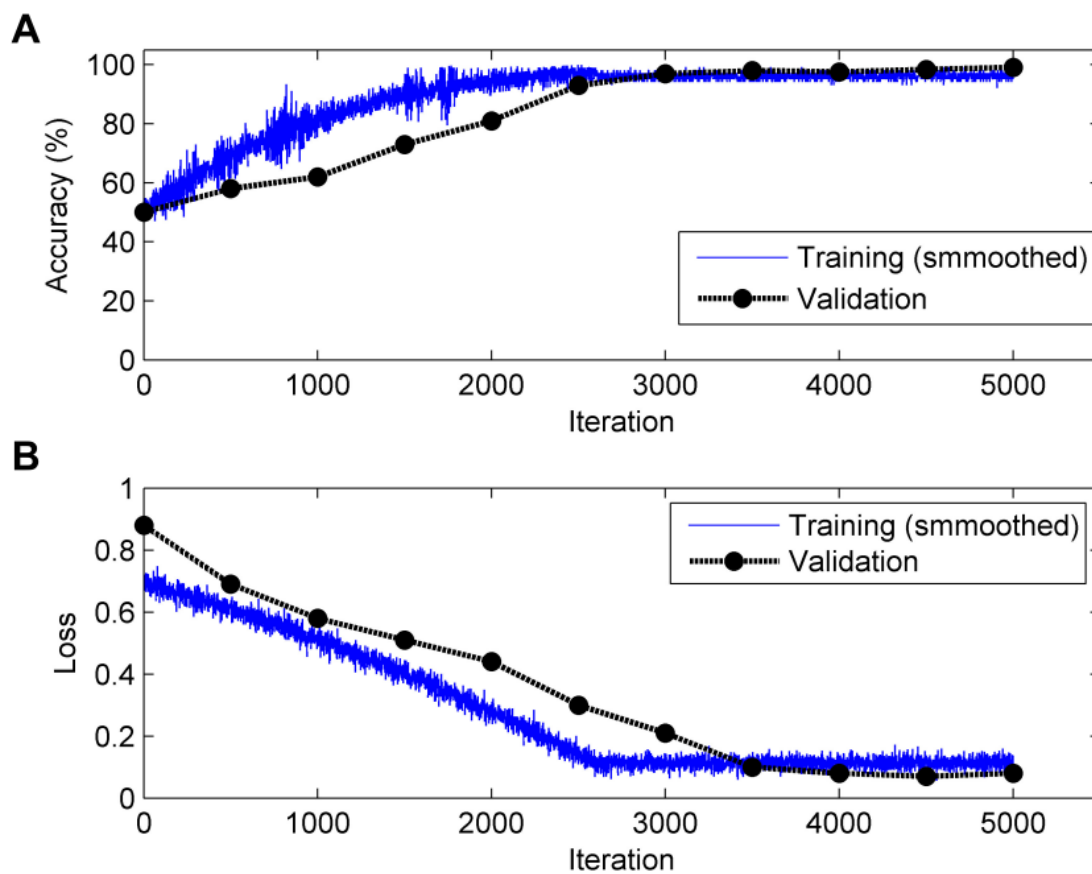 A
100
80
60
40
20
0
Accuracy (%)
Training (smmoothed)
Validation
0 1000 2000 3000 4000 5000
Iteration
B
1
0.8
0.6
0.4
0.2
0
Loss
Training (smmoothed)
Validation
0 1000 2000 3000 4000 5000
Iteration